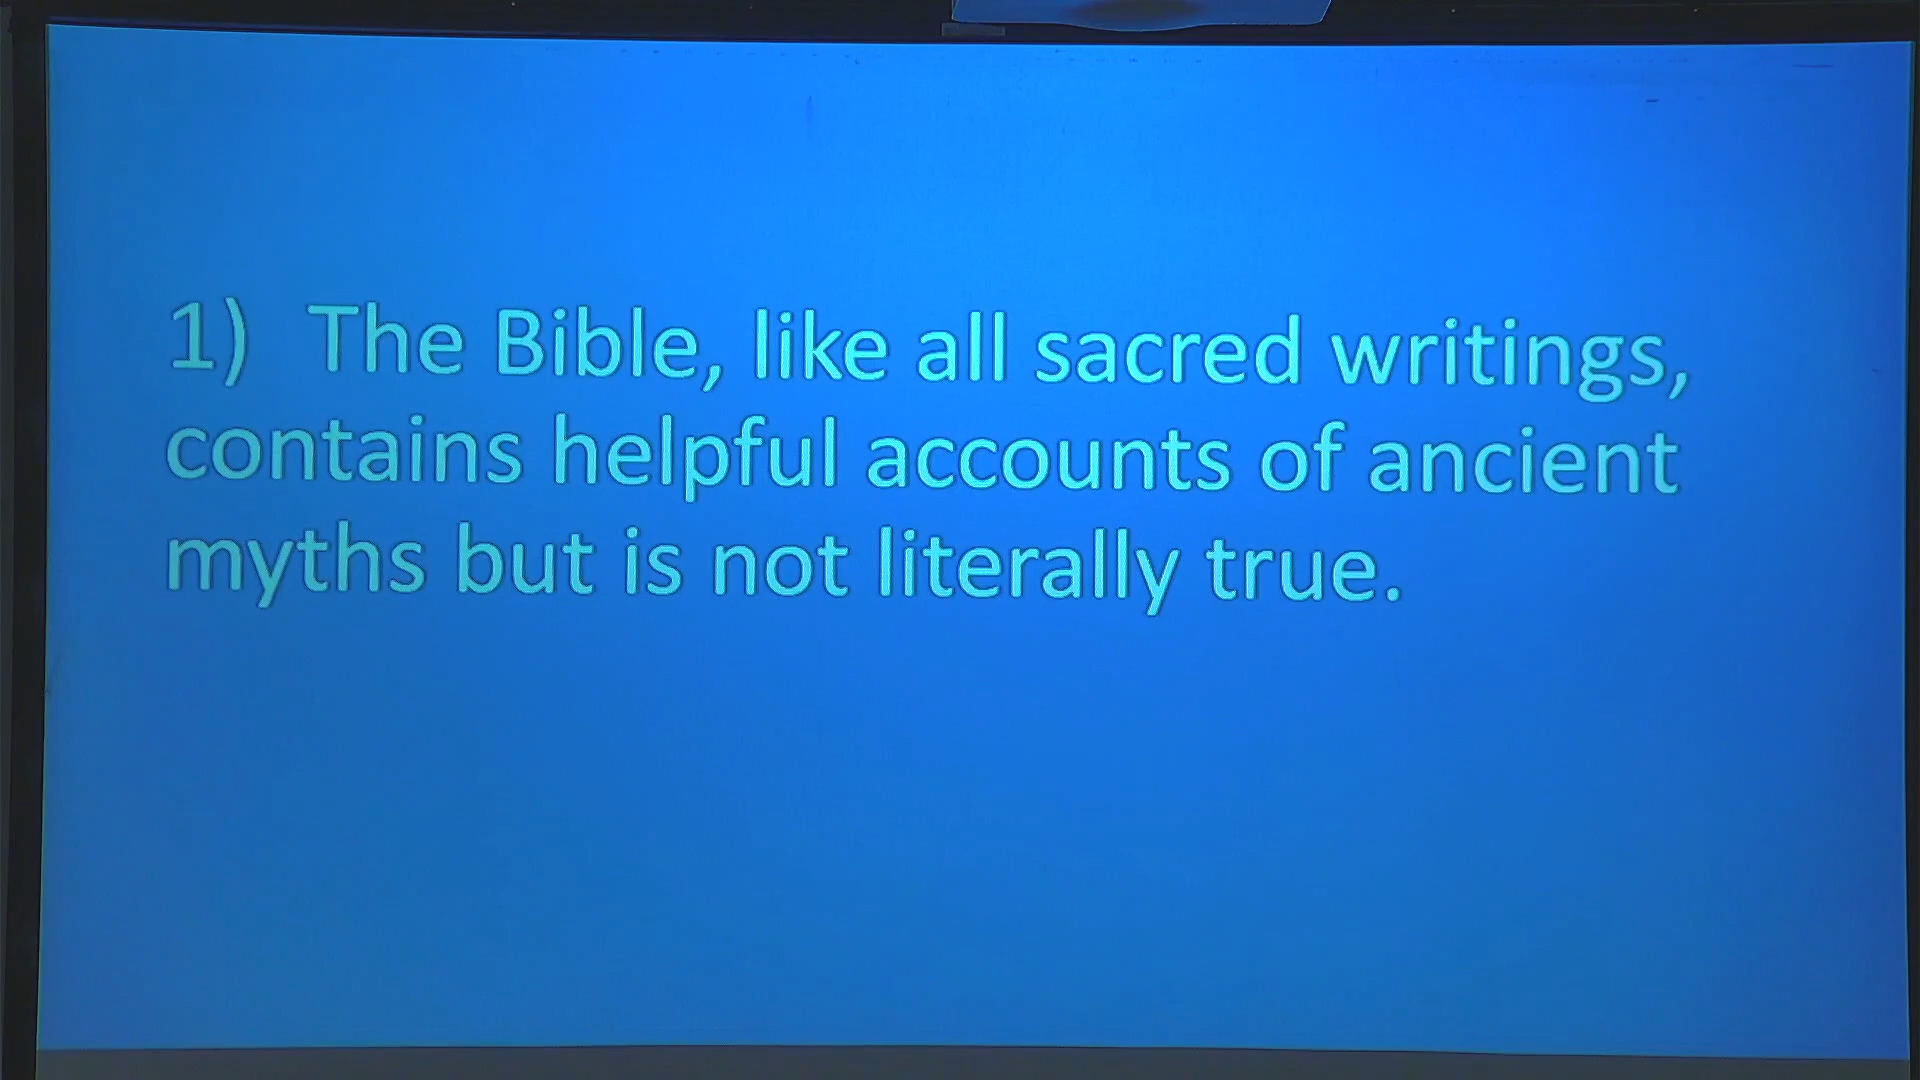 1) The Bible, like all sacred writings,
contains helpful accounts of ancient
myths but is not literally true.